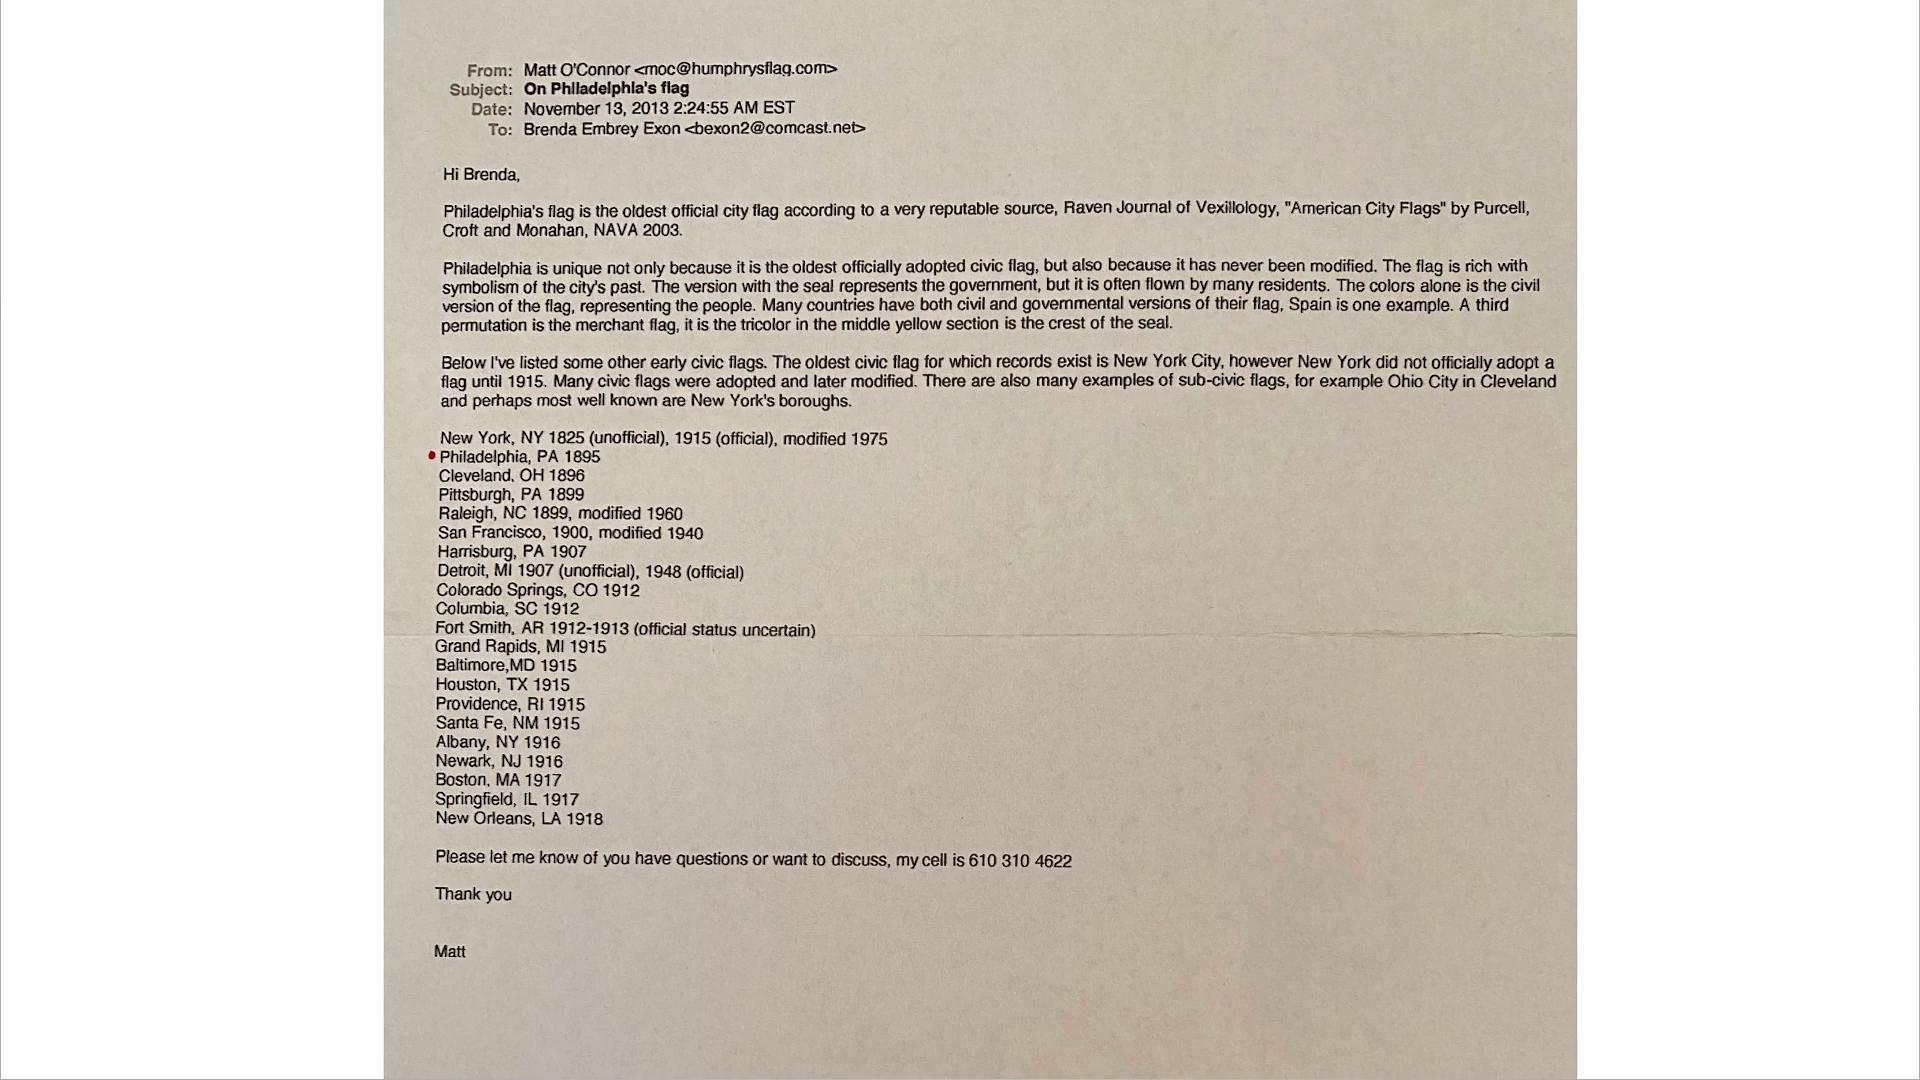 From: Matt O'Connor <moc@humphrysflag.com>
Subject: On Philadelphia's flag
Date: November 13, 2013 2:24:55 AM EST
To: Brenda Embrey Exon <bexon2@comcast.net>
Hi Brenda,
Philadelphia's flag is the oldest official city flag according to a very reputable source, Raven Journal of Vexillology, "American City Flags" by Purcell,
Croft and Monahan, NAVA 2003.
Philadelphia is unique not only because it is the oldest officially adopted civic flag, but also because it has never been modified. The flag is rich with
symbolism of the city's past. The version with the seal represents the government, but it is often flown by many residents. The colors alone is the civil
version of the flag, representing the people. Many countries have both civil and governmental versions of their flag, Spain is one example. A third
permutation is the merchant flag, it is the tricolor in the middle yellow section is the crest of the seal.
Below I've listed some other early civic flags. The oldest civic flag for which records exist is New York City, however New York did not officially adopt a
flag until 1915. Many civic flags were adopted and later modified. There are also many examples of sub-civic flags, for example Ohio City in Cleveland
and perhaps most well known are New York's boroughs.
New York, NY 1825 (unofficial), 1915 (official), modified 1975
Philadelphia, PA 1895
Cleveland, OH 1896
Pittsburgh, PA 1899
Raleigh, NC 1899, modified 1960
San Francisco, 1900, modified 1940
Harrisburg, PA 1907
Detroit, MI 1907 (unofficial), 1948 (official)
Colorado Springs, CO 1912
Columbia, SC 1912
Fort Smith, AR 1912-1913 (official status uncertain)
Grand Rapids, MI 1915
Baltimore,MD 1915
Houston, TX 1915
Providence, RI 1915
Santa Fe, NM 1915
Albany, NY 1916
Newark, NJ 1916
Boston, MA 1917
Springfield, IL 1917
New Orleans, LA 1918
Please let me know of you have questions or want to discuss, my cell is 610 310 4622
Thank you
Matt